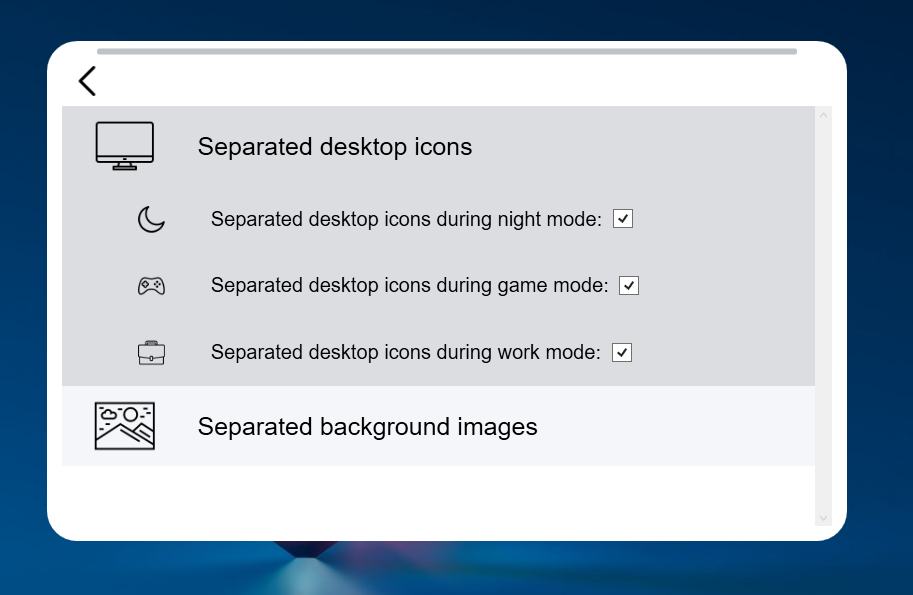 Separated desktop icons
Separated desktop icons during night mode:
Separated desktop icons during game mode:
Separated desktop icons during work mode:
Separated background images